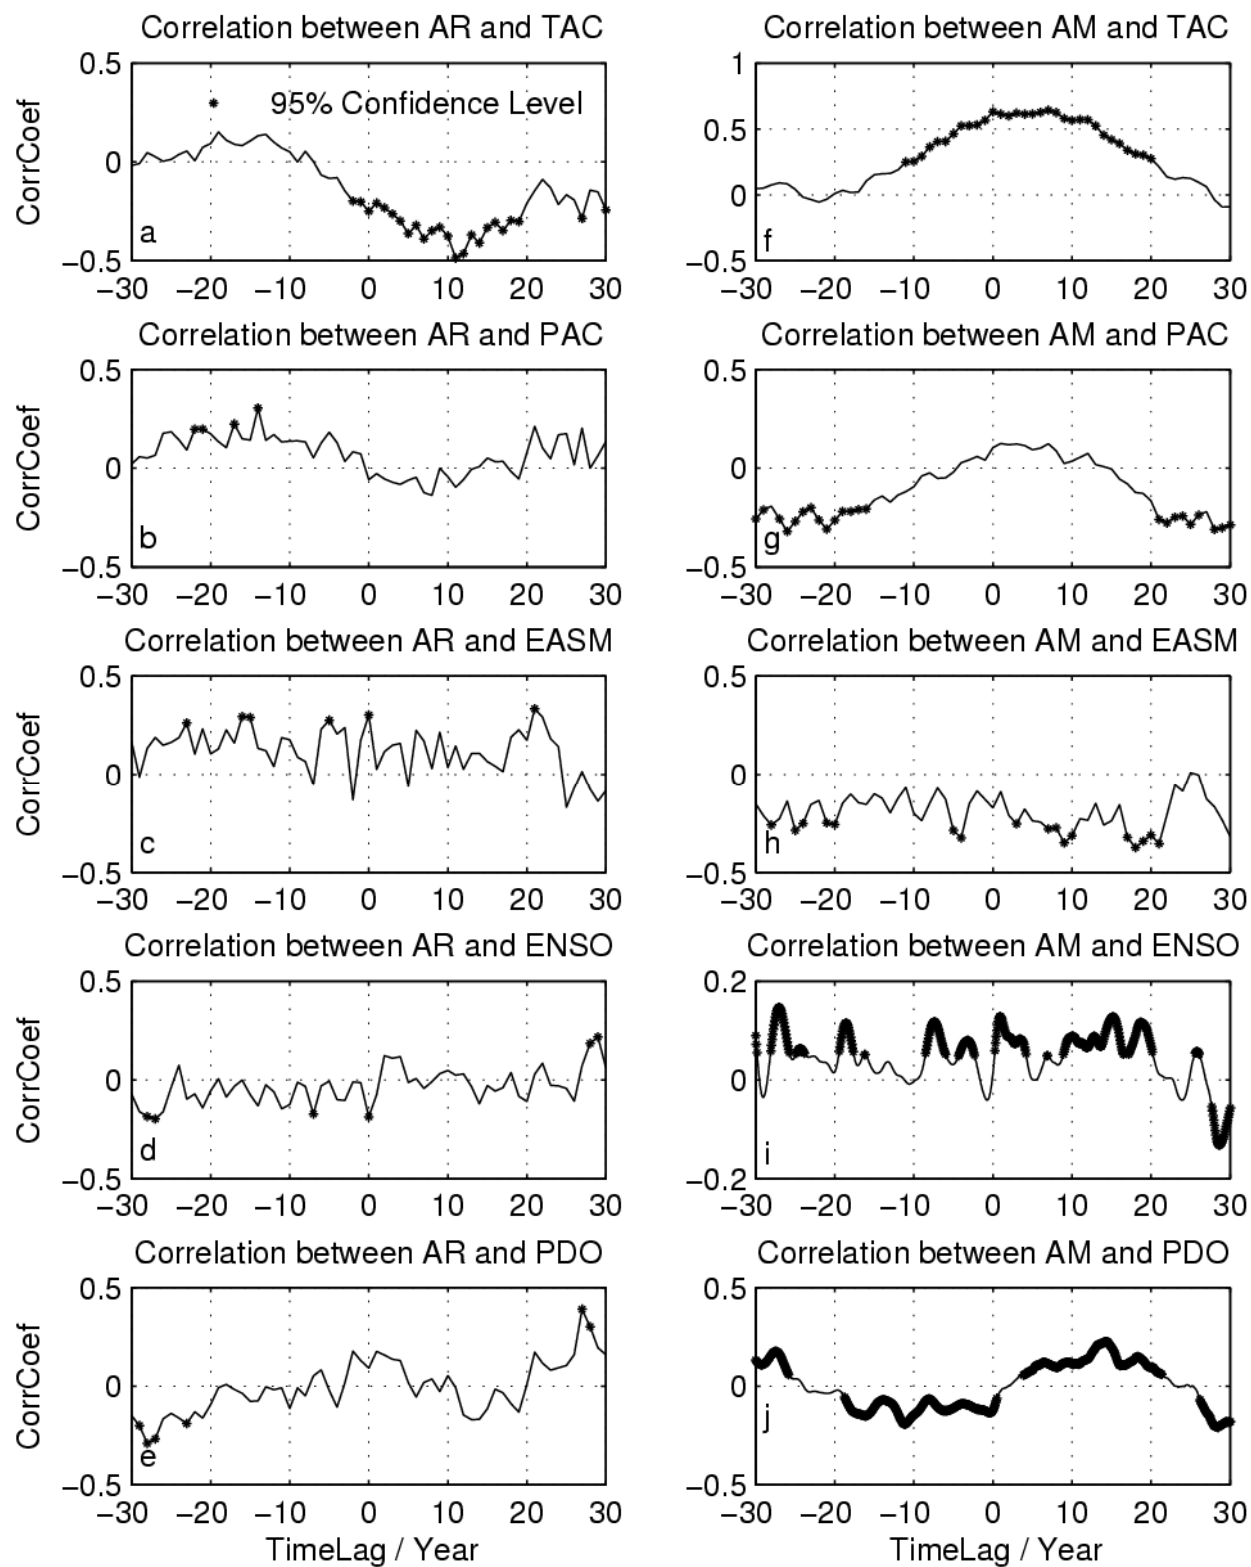 Correlation between AR and TAC
Correlation between AM and TAC
0.5
0
−0.5
CorrCoef
95% Confidence Level
a
−30 −20 −10 0 10 20 30
1
0.5
0
−0.5
f
−30 −20 −10 0 10 20 30
Correlation between AR and PAC
Correlation between AM and PAC
0.5
0
−0.5
CorrCoef
b
−30 −20 −10 0 10 20 30
0.5
0
−0.5
g
−30 −20 −10 0 10 20 30
Correlation between AR and EASM
Correlation between AM and EASM
0.5
0
−0.5
CorrCoef
c
−30 −20 −10 0 10 20 30
0.5
0
−0.5
h
−30 −20 −10 0 10 20 30
Correlation between AR and ENSO
Correlation between AM and ENSO
0.5
0
−0.5
CorrCoef
d
−30 −20 −10 0 10 20 30
0.2
0
−0.2
i
−30 −20 −10 0 10 20 30
Correlation between AR and PDO
Correlation between AM and PDO
0.5
0
−0.5
CorrCoef
e
−30 −20 −10 0 10 20 30
TimeLag / Year
0.5
0
−0.5
j
−30 −20 −10 0 10 20 30
TimeLag / Year